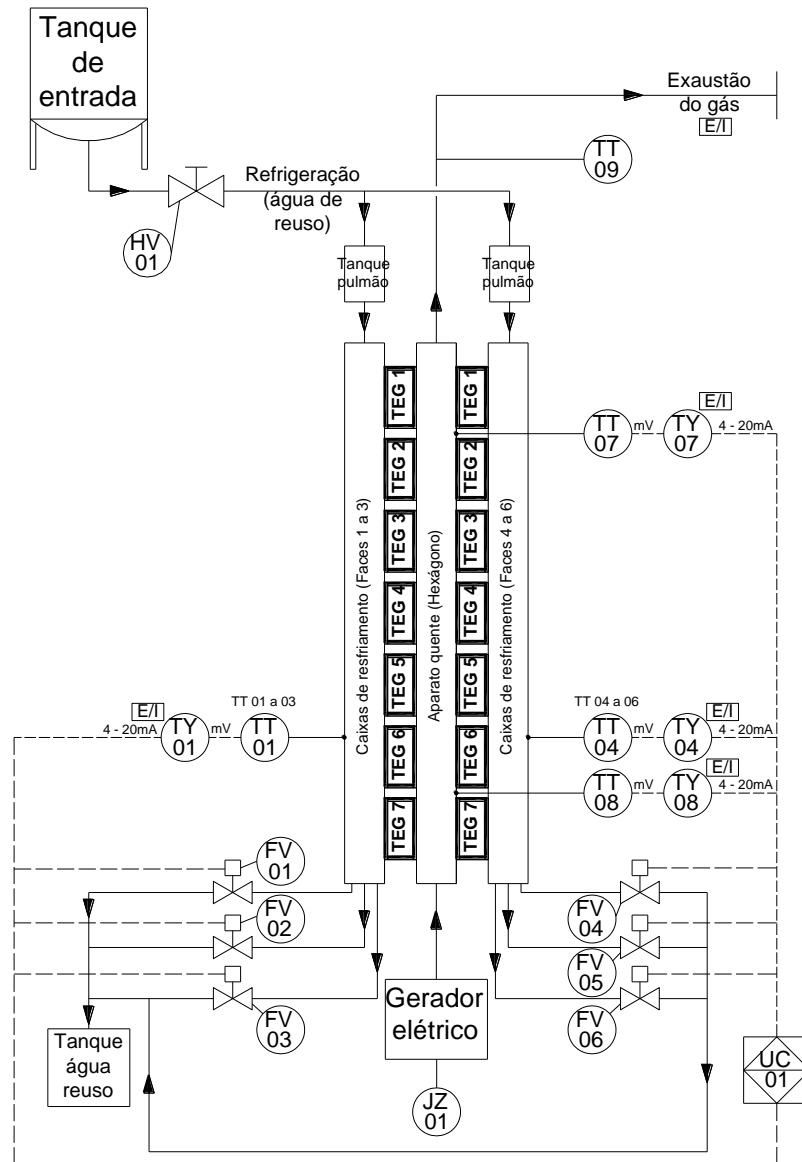 Tanque
de
entrada
Exaustão
do gás
E/I
TT
09
Refrigeração
(água de
reuso)
HV
01
Tanque
pulmão
Tanque
pulmão
TEG 1
TEG 2
TEG 3
TEG 4
TEG 5
TEG 6
TEG 7
Caixas de resfriamento (Faces 1 a 3)
Aparato quente (Hexágono)
TEG 1
TEG 2
TEG 3
TEG 4
TEG 5
TEG 6
TEG 7
Caixas de resfriamento (Faces 4 a 6)
TT
07
mV
TY
07
E/I
4 - 20mA
E/I
4 - 20mA
TY
01
mV
TT 01 a 03
TT
01
TT 04 a 06
TT
04
mV
TY
04
E/I
4 - 20mA
TT
08
mV
TY
08
E/I
4 - 20mA
FV
01
FV
02
FV
03
FV
04
FV
05
FV
06
Gerador
elétrico
JZ
01
Tanque
água
reuso
UC
01